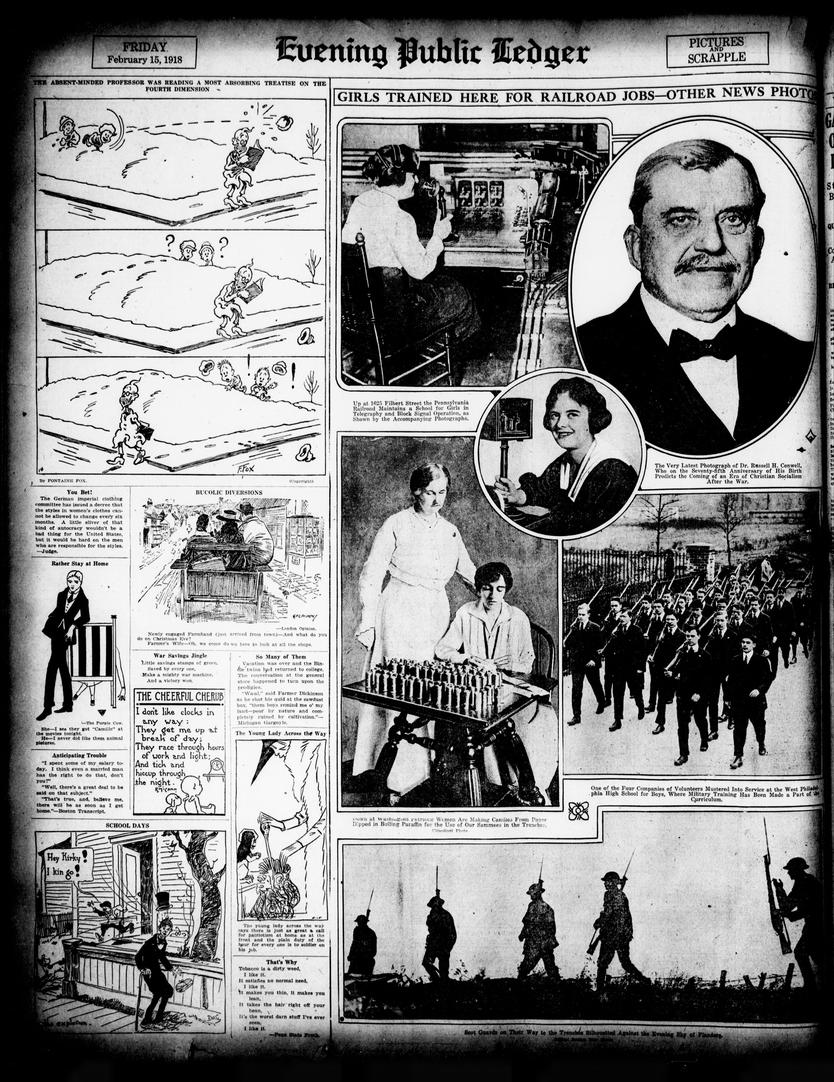 FRIDAY
February 15, 1918
Evening Public Ledger
PICTURES
AND
SCRAPPLE
THE ABSENT-MINDED PROFESSOR WAS READING A MOST ABSORBING TREATISE ON THE
FOURTH DIMENSION
? ?
!
F.FOX
By FONTAINE FOX.
(Copyright)
You Bet!
The German imperial clothing
committee has issued a decree that
the styles in women's clothes can-
not be allowed to change every six
months. A little sliver of that
kind of autocracy wouldn't be a
bad thing for the United States,
but it would be hard on the men
who are responsible for the styles.
—Judge.
Rather Stay at Home
—The Purple Cow.
She—I see they got "Camille" at
the movies tonight.
He—I never did like them animal
pictures.
Anticipating Trouble
"I spent some of my salary to-
day. I think even a married man
has the right to do that, don't
you?"
"Well, there's a great deal to be
said on that subject."
"That's true, and, believe me,
there will be as soon as I get
home."—Boston Transcript.
BUCOLIC DIVERSIONS
—London Opinion.
Newly engaged Farmhand (just arrived from town)—And what do you
do on Christmas Eve?
Farmer's Wife—Oh, we come down here to look at all the shops.
War Savings Jingle
Little savings stamps of green,
Saved by every one,
Make a mighty war machine,
And a victory won.
THE CHEERFUL CHERUB
I don't like clocks in
any way;
They get me up at
break of day;
They race through hours
of work and light;
And tick and
hiccup through
the night.
So Many of Them
Vacation was over and the
twins had returned to college.
The conversation at the general
store happened to turn upon the
prodigies.
"Waal," said Farmer Dickinson
as he shot his quid at the sawdust
box, "them boys remind me o' my
land—poor by nature and com-
pletely ruined by cultivation."—
Michigan Gargoyle.
The Young Lady Across the Way
The young lady across the way
says there is just as great a call
for patriotism at home as at the
front and the plain duty of the
hour for every one is to soldier on
his job.
That's Why
Tobacco is a dirty weed,
I like it.
It satisfies no normal need,
I like it.
It makes you thin, it makes you
lean,
It takes the hair right off your
bean,
It's the worst darn stuff I've ever
seen,
I like it.
—Penn State Froth.
SCHOOL DAYS
Hey Hirky!
I kin go!
GIRLS TRAINED HERE FOR RAILROAD JOBS—OTHER NEWS PHOTO
Up at 1625 Filbert Street the Pennsylvania
Railroad Maintains a School for Girls in
Telegraphy and Block Signal Operation, as
Shown by the Accompanying Photographs.
The Very Latest Photograph of Dr. Russell H. Conwell,
Who on the Seventy-fifth Anniversary of His Birth
Predicts the Coming of an Era of Christian Socialism
After the War.
One of the Four Companies of Volunteers Mustered Into Service at the West Philadel-
phia High School for Boys, Where Military Training Has Been Made a Part of the
Curriculum.
Down at Washington Patriotic Women Are Making Candles From Paper
Dipped in Boiling Paraffin for the Use of Our Sammees in the Trenches.
Scot Guards on Their Way to the Trenches Silhouetted Against the Evening Sky of Flanders.